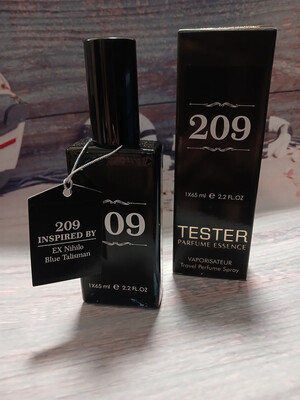 209
INSPIRED BY
EX Nihilo
Blue Talisman
09
1X65 ml ℮ 2.2 FL.OZ
209
1X65 ml ℮ 2.2 FL.OZ
TESTER
PARFUME ESSENCE
VAPORISATEUR
Travel Perfume Spray